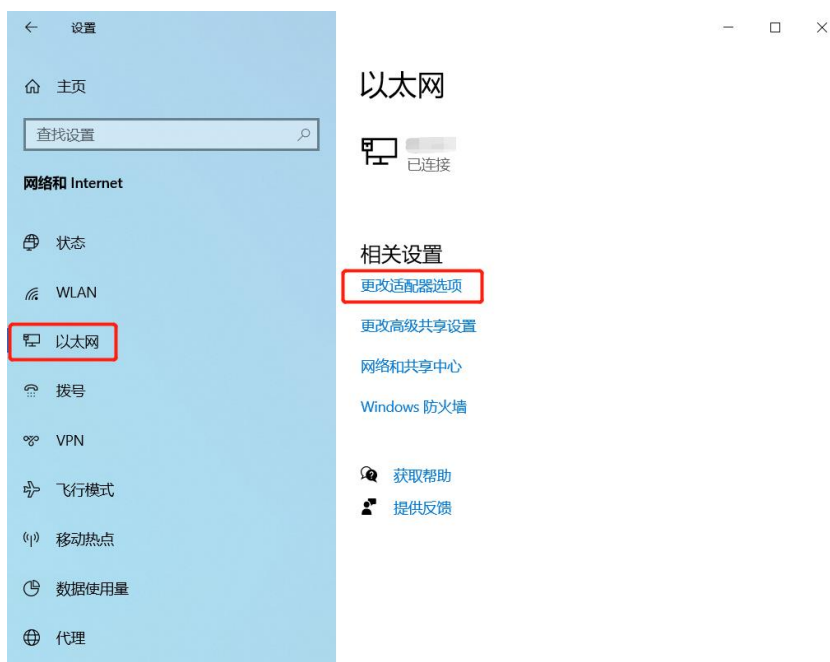 设置
主页
查找设置
网络和 Internet
状态
WLAN
以太网
拨号
VPN
飞行模式
移动热点
数据使用量
代理
以太网
已连接
相关设置
更改适配器选项
更改高级共享设置
网络和共享中心
Windows 防火墙
获取帮助
提供反馈